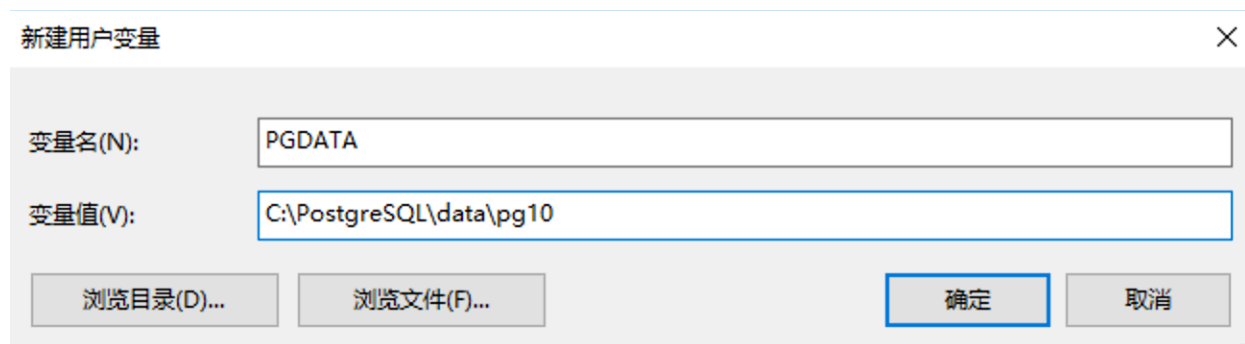 新建用户变量
变量名(N): PGDATA
变量值(V): C:\PostgreSQL\data\pg10
浏览目录(D)... 浏览文件(F)... 确定 取消